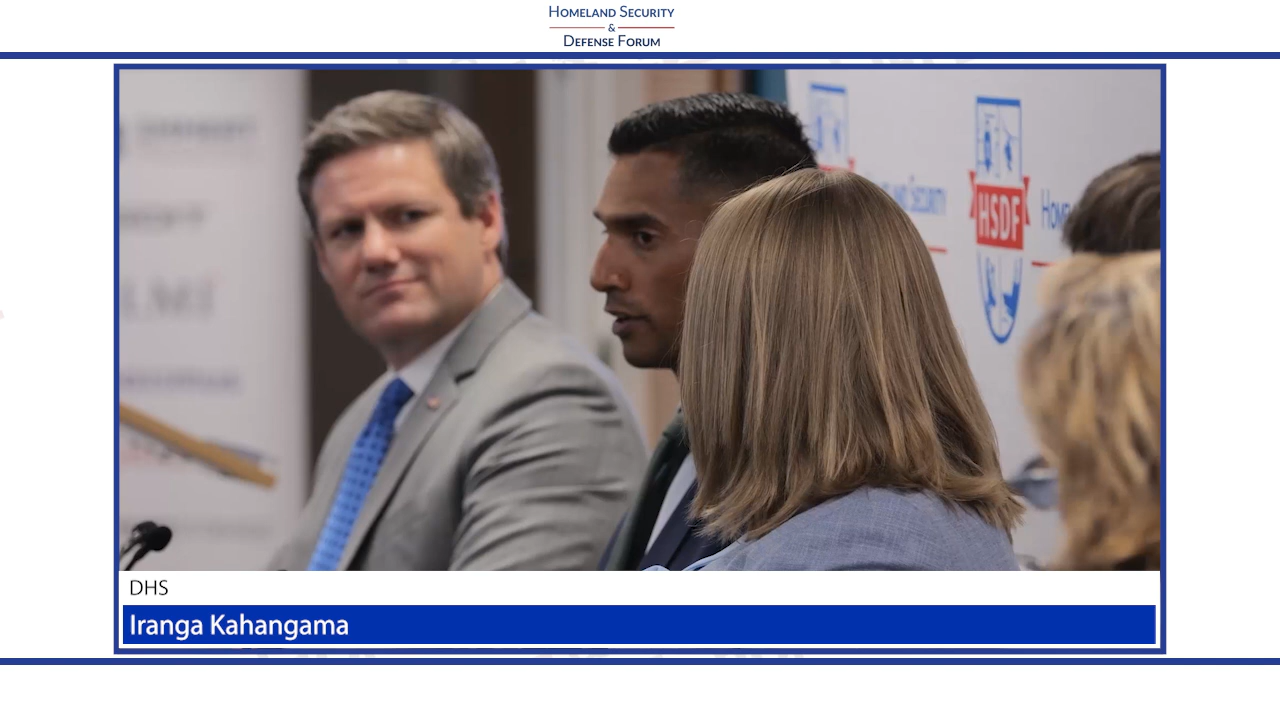 HOMELAND SECURITY
&
DEFENSE FORUM
HSDF
DHS
Iranga Kahangama